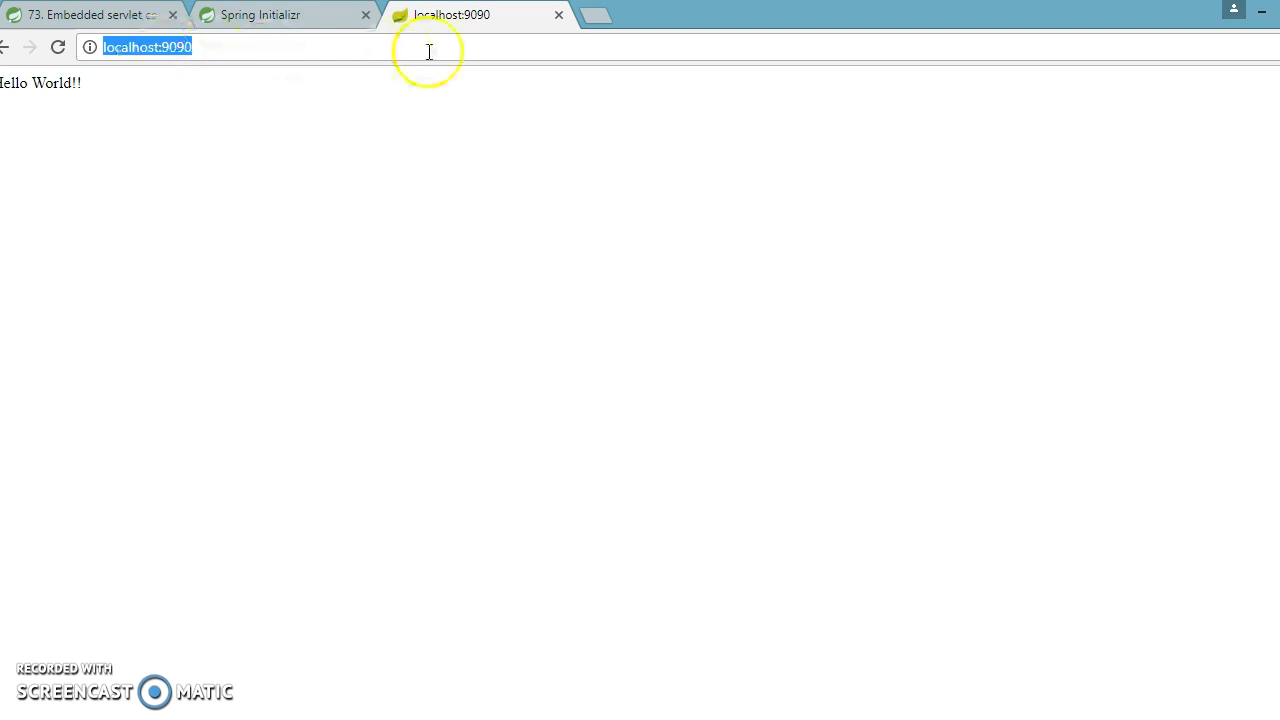 73. Embedded servlet co
Spring Initializr
localhost:9090
localhost:9090
Hello World!!
RECORDED WITH
SCREENCAST MATIC